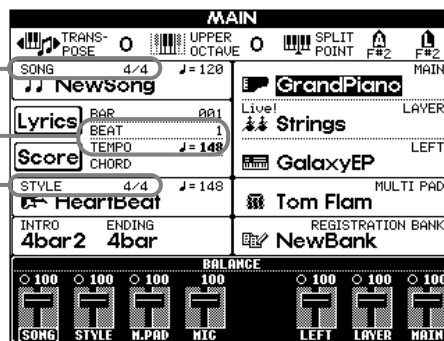 MAIN
TRANS-
POSE 0
UPPER
OCTAVE 0
SPLIT
POINT
A
F#2
L
F#2
SONG 4/4 ♩=120
NewSong
MAIN
GrandPiano
Lyrics
BAR 001
BEAT 1
Live! LAYER
Strings
Score
TEMPO ♩=148
CHORD
LEFT
GalaxyEP
STYLE 4/4 ♩=148
HeartBeat
MULTI PAD
Tom Flam
INTRO ENDING
4bar2 4bar
REGISTRATION BANK
NewBank
BALANCE
100 100 100 100 100 100 100
SONG STYLE M.PAD MIC LEFT LAYER MAIN